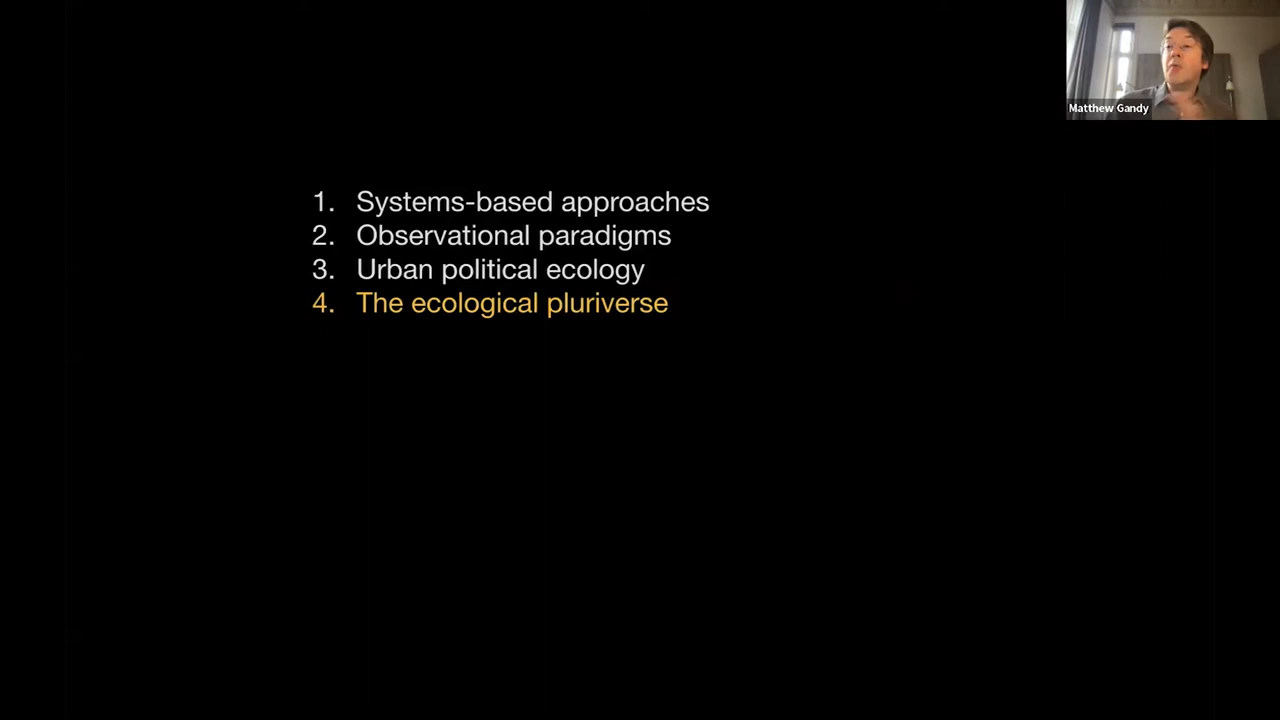 Matthew Gandy
1. Systems-based approaches
2. Observational paradigms
3. Urban political ecology
4. The ecological pluriverse